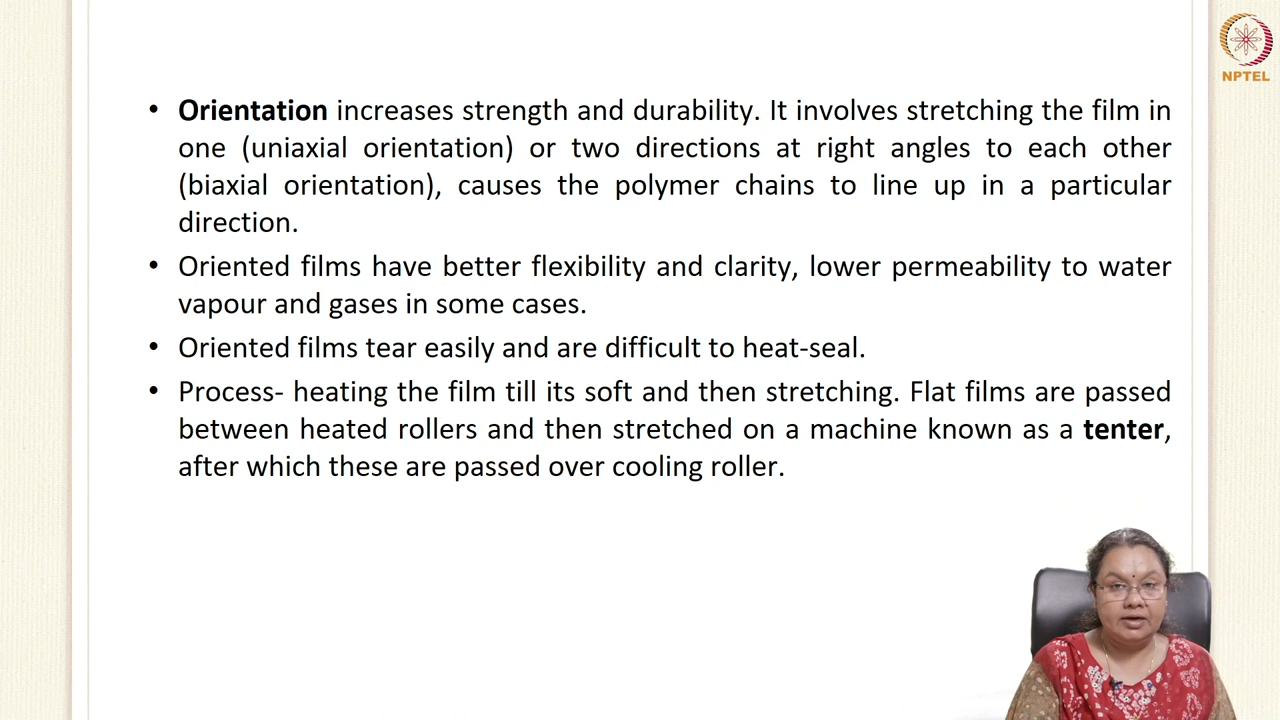 NPTEL
• Orientation increases strength and durability. It involves stretching the film in
one (uniaxial orientation) or two directions at right angles to each other
(biaxial orientation), causes the polymer chains to line up in a particular
direction.
• Oriented films have better flexibility and clarity, lower permeability to water
vapour and gases in some cases.
• Oriented films tear easily and are difficult to heat-seal.
• Process- heating the film till its soft and then stretching. Flat films are passed
between heated rollers and then stretched on a machine known as a tenter,
after which these are passed over cooling roller.